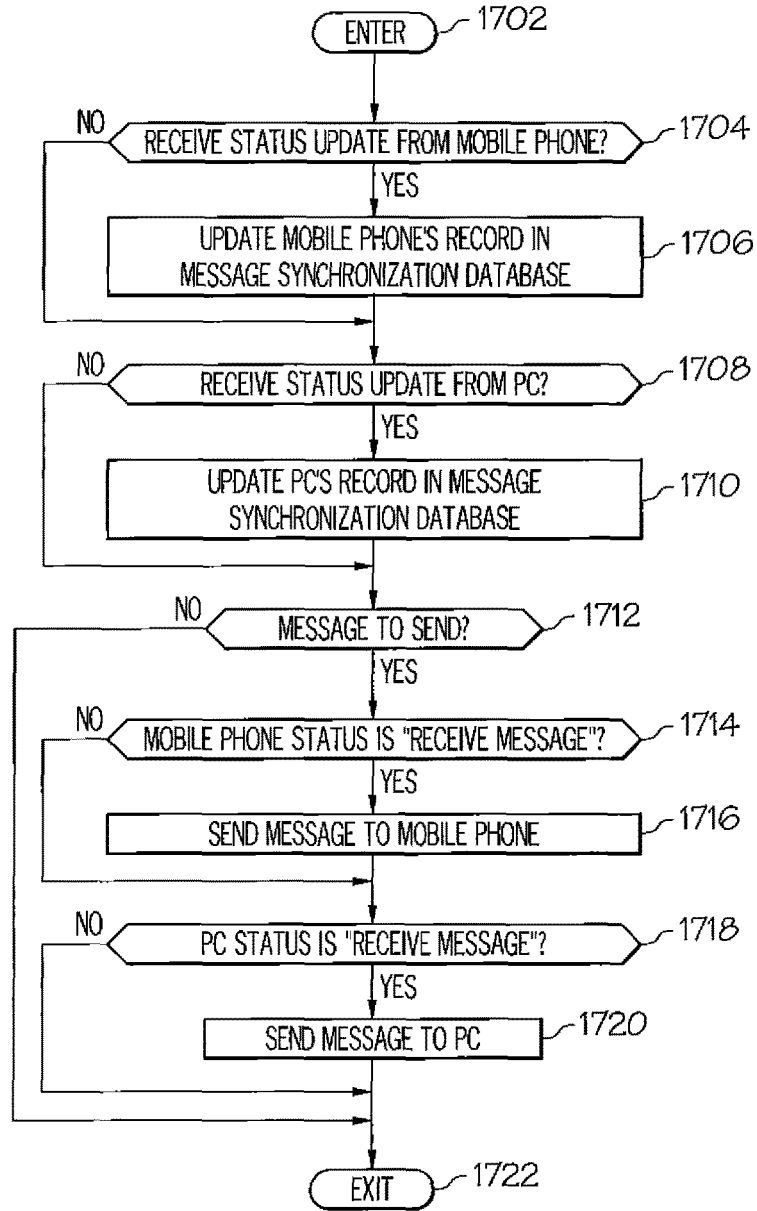 ENTER 1702
NO RECEIVE STATUS UPDATE FROM MOBILE PHONE? 1704
YES
UPDATE MOBILE PHONE'S RECORD IN
MESSAGE SYNCHRONIZATION DATABASE 1706
NO RECEIVE STATUS UPDATE FROM PC? 1708
YES
UPDATE PC'S RECORD IN MESSAGE
SYNCHRONIZATION DATABASE 1710
NO MESSAGE TO SEND? 1712
YES
NO MOBILE PHONE STATUS IS "RECEIVE MESSAGE"? 1714
YES
SEND MESSAGE TO MOBILE PHONE 1716
NO PC STATUS IS "RECEIVE MESSAGE"? 1718
YES
SEND MESSAGE TO PC 1720
EXIT 1722